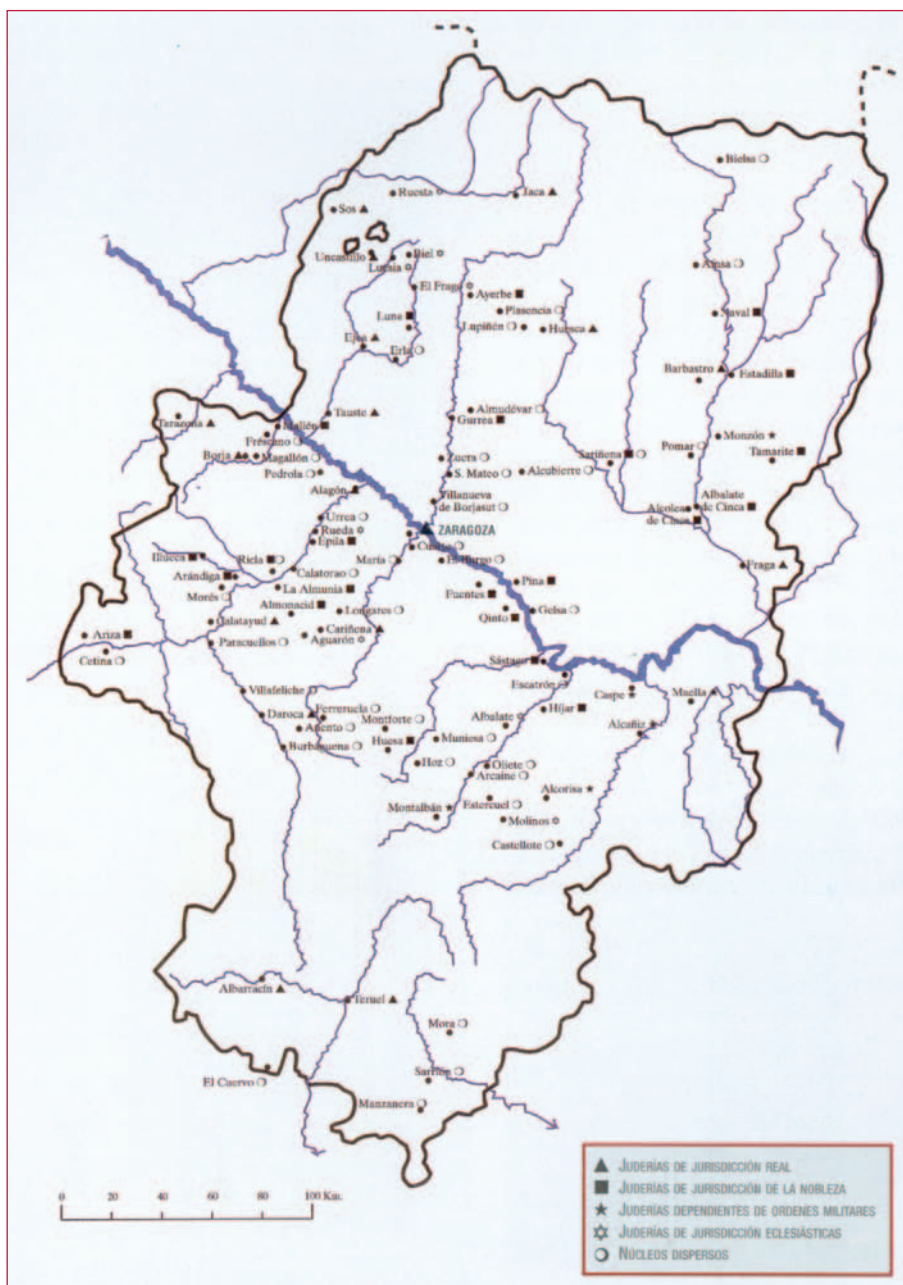 Bielsa
Ruesta
Jaca
Sos
Uncastillo
Biel
Luesia
Ainsa
El Frago
Ayerbe
Plasencia
Luna
Lupiñén
Huesca
Naval
Ejea
Erla
Barbastro
Estadilla
Tauste
Almudévar
Tarazona
Mallén
Gurrea
Fréscano
Pomar
Monzón
Borja
Magallón
Zuera
Sariñena
Tamarite
Pedrola
S. Mateo
Alcubierre
Alagón
Villanueva
de Borjasut
Albalate
de Cinca
Alcolea
de Cinca
Urrea
Rueda
ZARAGOZA
Épila
Illueca
Ricla
María
El Burgo
Fraga
Arándiga
Calatorao
Morés
La Almunia
Fuentes
Pina
Almonacid
Longares
Gelsa
Calatayud
Quinto
Ariza
Cariñena
Paracuellos
Aguarón
Cetina
Sástago
Escatrón
Villafeliche
Caspe
Maella
Daroca
Ferreruela
Albalate
Híjar
Anento
Montforte
Alcañiz
Burbáguena
Huesa
Muniesa
Hoz
Oliete
Arcaine
Estercuel
Alcorisa
Montalbán
Molinos
Castellote
Albarracín
Teruel
Mora
Sarrión
El Cuervo
Manzanera
0 20 40 60 80 100 Km.
JUDERÍAS DE JURISDICCIÓN REAL
JUDERÍAS DE JURISDICCIÓN DE LA NOBLEZA
JUDERÍAS DEPENDIENTES DE ORDENES MILITARES
JUDERÍAS DE JURISDICCIÓN ECLESIÁSTICAS
NÚCLEOS DISPERSOS